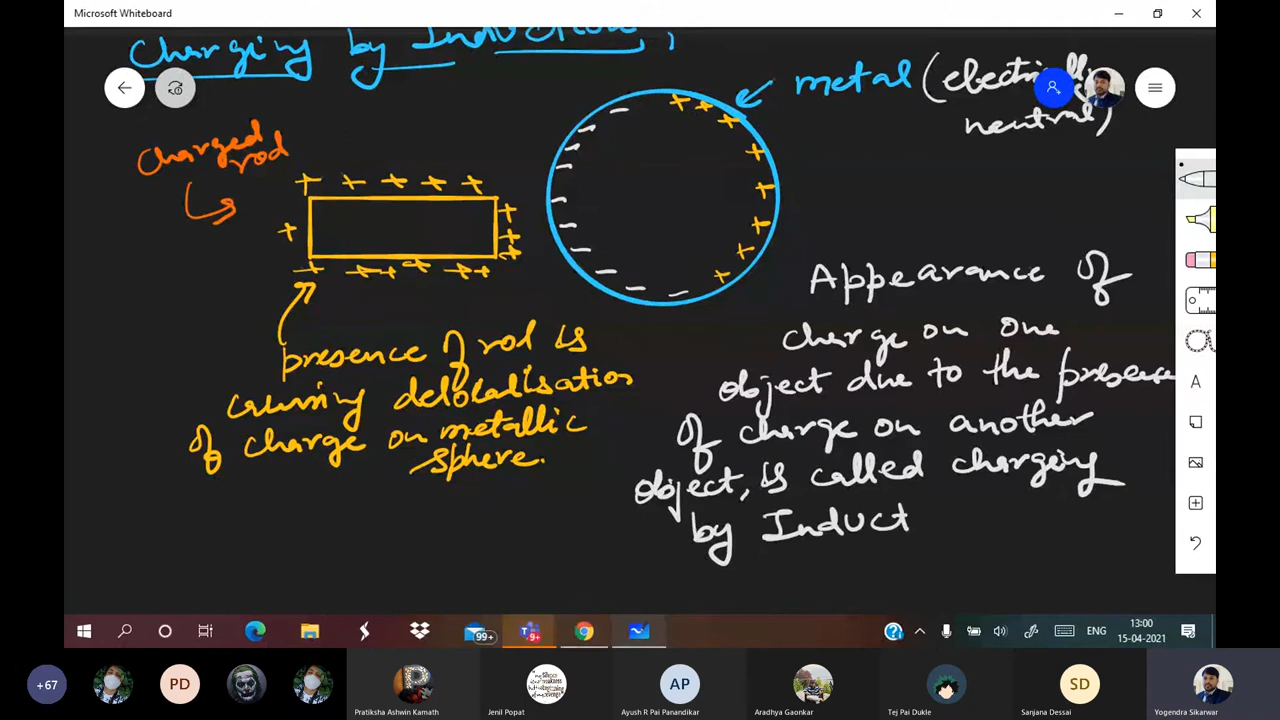 Microsoft Whiteboard
Charging by Induction,
metal (electrically
neutral)
Charged
rod
Appearance of
charge on one
object due to the presence
of charge on another
object, is called charging
by Induct
presence of rod is
causing delocalisation
of charge on metallic
sphere.
A
99+
9+
ENG
13:00
15-04-2021
+67
PD
AP
SD
Pratiksha Ashwin Kamath
Jenil Popat
Ayush R Pai Panandikar
Aradhya Gaonkar
Tej Pai Dukle
Sanjana Dessai
Yogendra Sikarwar